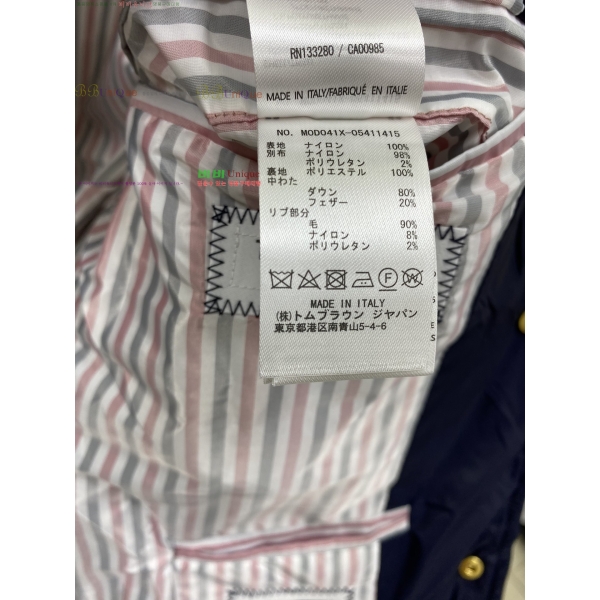 RN133280 / CA00985
MADE IN ITALY/FABRIQUÉ EN ITALIE
NO. MOD041X-05411415
表地 ナイロン 100%
別布 ナイロン 98%
ポリウレタン 2%
裏地 ポリエステル 100%
中わた
ダウン 80%
フェザー 20%
リブ部分
毛 90%
ナイロン 8%
ポリウレタン 2%
MADE IN ITALY
(株)トムブラウン ジャパン
東京都港区南青山5-4-6
Unique